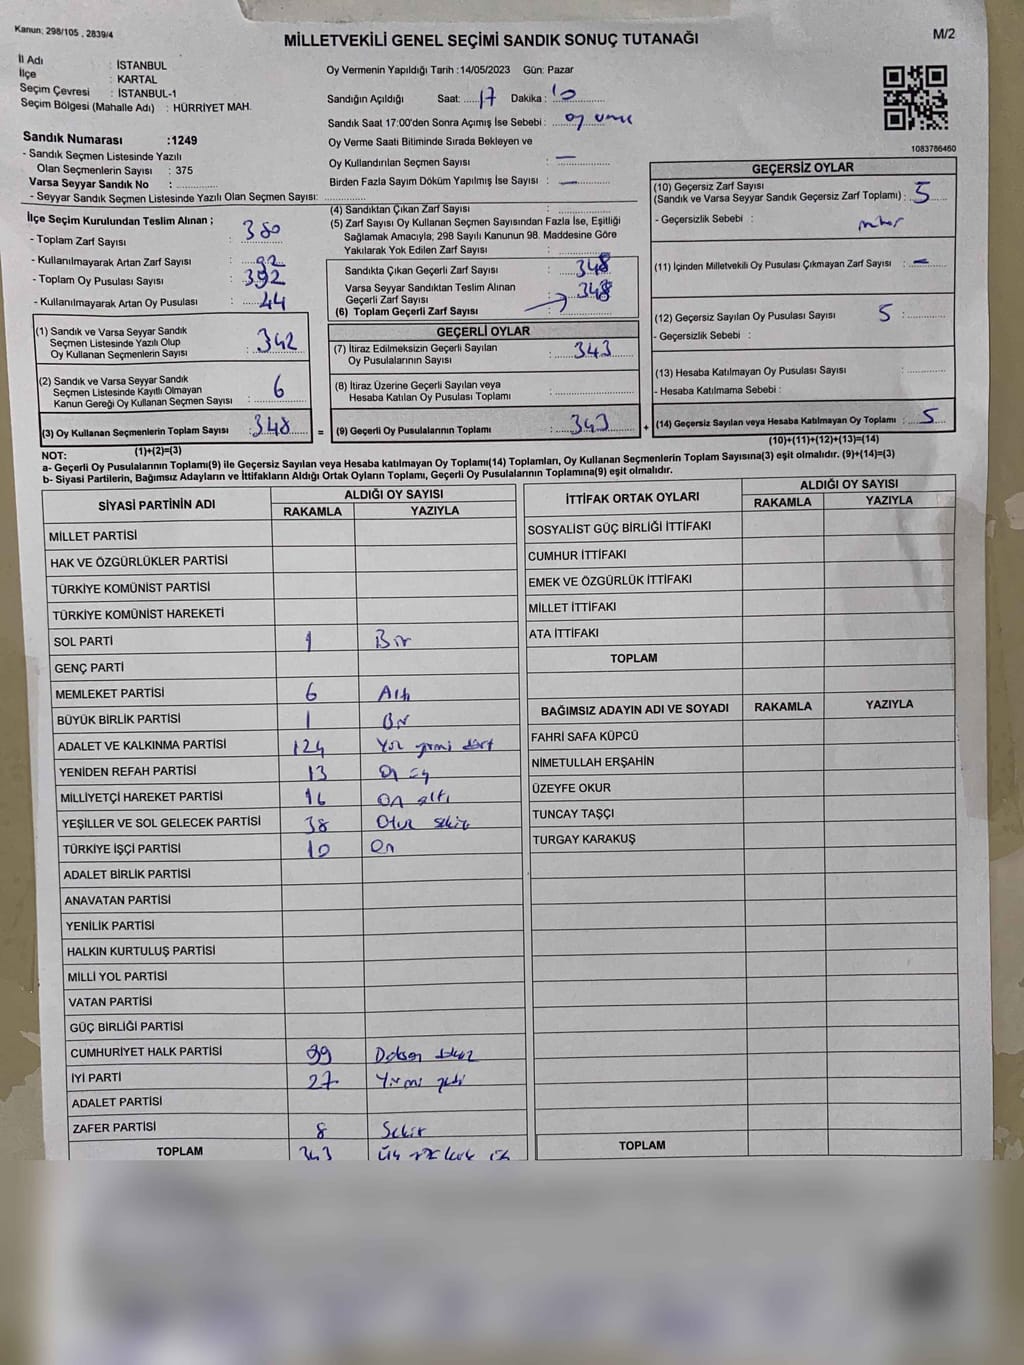 Kanun: 298/105 , 2839/4
MİLLETVEKİLİ GENEL SEÇİMİ SANDIK SONUÇ TUTANAĞI
M/2
İl Adı : İSTANBUL
İlçe : KARTAL
Seçim Çevresi : İSTANBUL-1
Seçim Bölgesi (Mahalle Adı) : HÜRRİYET MAH.
Sandık Numarası :1249
- Sandık Seçmen Listesinde Yazılı
Olan Seçmenlerin Sayısı : 375
Varsa Seyyar Sandık No :
- Seyyar Sandık Seçmen Listesinde Yazılı Olan Seçmen Sayısı:
Oy Vermenin Yapıldığı Tarih :14/05/2023 Gün: Pazar
Sandığın Açıldığı Saat: 17 Dakika : 10
Sandık Saat 17:00'den Sonra Açımış İse Sebebi : oy
Oy Verme Saati Bitiminde Sırada Bekleyen ve
Oy Kullandırılan Seçmen Sayısı : —
Birden Fazla Sayım Döküm Yapılmış İse Sayısı : —
1083786460
İlçe Seçim Kurulundan Teslim Alınan ;
- Toplam Zarf Sayısı : 380
- Kullanılmayarak Artan Zarf Sayısı : 92
- Toplam Oy Pusulası Sayısı : 392
- Kullanılmayarak Artan Oy Pusulası : 44
(1) Sandık ve Varsa Seyyar Sandık
Seçmen Listesinde Yazılı Olup
Oy Kullanan Seçmenlerin Sayısı : 342
(2) Sandık ve Varsa Seyyar Sandık
Seçmen Listesinde Kayıtlı Olmayan
Kanun Gereği Oy Kullanan Seçmen Sayısı : 6
(3) Oy Kullanan Seçmenlerin Toplam Sayısı : 348
(1)+(2)=(3)
(4) Sandıktan Çıkan Zarf Sayısı :
(5) Zarf Sayısı Oy Kullanan Seçmen Sayısından Fazla İse, Eşitliği
Sağlamak Amacıyla; 298 Sayılı Kanunun 98. Maddesine Göre
Yakılarak Yok Edilen Zarf Sayısı :
Sandıkta Çıkan Geçerli Zarf Sayısı : 348
Varsa Seyyar Sandıktan Teslim Alınan
Geçerli Zarf Sayısı : 348
(6) Toplam Geçerli Zarf Sayısı :
GEÇERLİ OYLAR
(7) İtiraz Edilmeksizin Geçerli Sayılan
Oy Pusulalarının Sayısı : 343
(8) İtiraz Üzerine Geçerli Sayılan veya
Hesaba Katılan Oy Pusulası Toplamı :
= (9) Geçerli Oy Pusulalarının Toplamı : 343
GEÇERSİZ OYLAR
(10) Geçersiz Zarf Sayısı
(Sandık ve Varsa Seyyar Sandık Geçersiz Zarf Toplamı) : 5
- Geçersizlik Sebebi : mühür
(11) İçinden Milletvekili Oy Pusulası Çıkmayan Zarf Sayısı : —
(12) Geçersiz Sayılan Oy Pusulası Sayısı 5 :
- Geçersizlik Sebebi :
(13) Hesaba Katılmayan Oy Pusulası Sayısı :
- Hesaba Katılmama Sebebi :
+ (14) Geçersiz Sayılan veya Hesaba Katılmayan Oy Toplamı : 5
(10)+(11)+(12)+(13)=(14)
NOT:
a- Geçerli Oy Pusulalarının Toplamı(9) ile Geçersiz Sayılan veya Hesaba katılmayan Oy Toplamı(14) Toplamları, Oy Kullanan Seçmenlerin Toplam Sayısına(3) eşit olmalıdır. (9)+(14)=(3)
b- Siyasi Partilerin, Bağımsız Adayların ve İttifakların Aldığı Ortak Oyların Toplamı, Geçerli Oy Pusulalarının Toplamına(9) eşit olmalıdır.
SİYASİ PARTİNİN ADI ALDIĞI OY SAYISI
RAKAMLA YAZIYLA
MİLLET PARTİSİ
HAK VE ÖZGÜRLÜKLER PARTİSİ
TÜRKİYE KOMÜNİST PARTİSİ
TÜRKİYE KOMÜNİST HAREKETİ
SOL PARTİ 1 Bir
GENÇ PARTİ
MEMLEKET PARTİSİ 6 Altı
BÜYÜK BİRLİK PARTİSİ 1 Bir
ADALET VE KALKINMA PARTİSİ 124 Yüz yirmi dört
YENİDEN REFAH PARTİSİ 13 On üç
MİLLİYETÇİ HAREKET PARTİSİ 16 On altı
YEŞİLLER VE SOL GELECEK PARTİSİ 38 Otuz sekiz
TÜRKİYE İŞÇİ PARTİSİ 10 On
ADALET BİRLİK PARTİSİ
ANAVATAN PARTİSİ
YENİLİK PARTİSİ
HALKIN KURTULUŞ PARTİSİ
MİLLİ YOL PARTİSİ
VATAN PARTİSİ
GÜÇ BİRLİĞİ PARTİSİ
CUMHURİYET HALK PARTİSİ 99 Doksan dokuz
İYİ PARTİ 27 Yirmi yedi
ADALET PARTİSİ
ZAFER PARTİSİ 8 Sekiz
TOPLAM 343 Üç yüz kırk üç
İTTİFAK ORTAK OYLARI ALDIĞI OY SAYISI
RAKAMLA YAZIYLA
SOSYALİST GÜÇ BİRLİĞİ İTTİFAKI
CUMHUR İTTİFAKI
EMEK VE ÖZGÜRLÜK İTTİFAKI
MİLLET İTTİFAKI
ATA İTTİFAKI
TOPLAM
BAĞIMSIZ ADAYIN ADI VE SOYADI RAKAMLA YAZIYLA
FAHRİ SAFA KÜPCÜ
NİMETULLAH ERŞAHİN
ÜZEYFE OKUR
TUNCAY TAŞÇI
TURGAY KARAKUŞ
TOPLAM